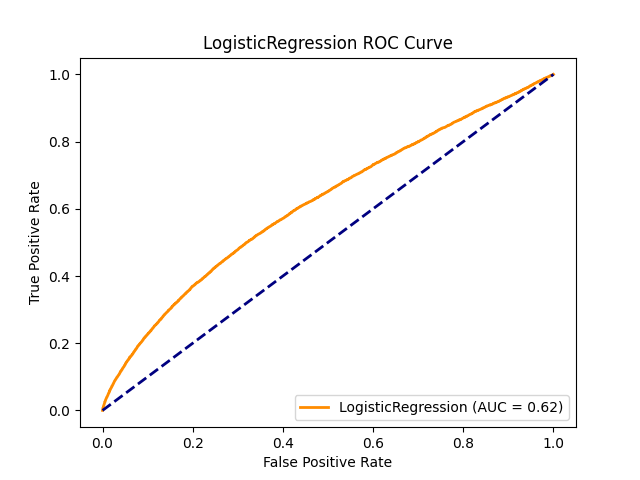 LogisticRegression ROC Curve
True Positive Rate
1.0
0.8
0.6
0.4
0.2
0.0
LogisticRegression (AUC = 0.62)
0.0 0.2 0.4 0.6 0.8 1.0
False Positive Rate